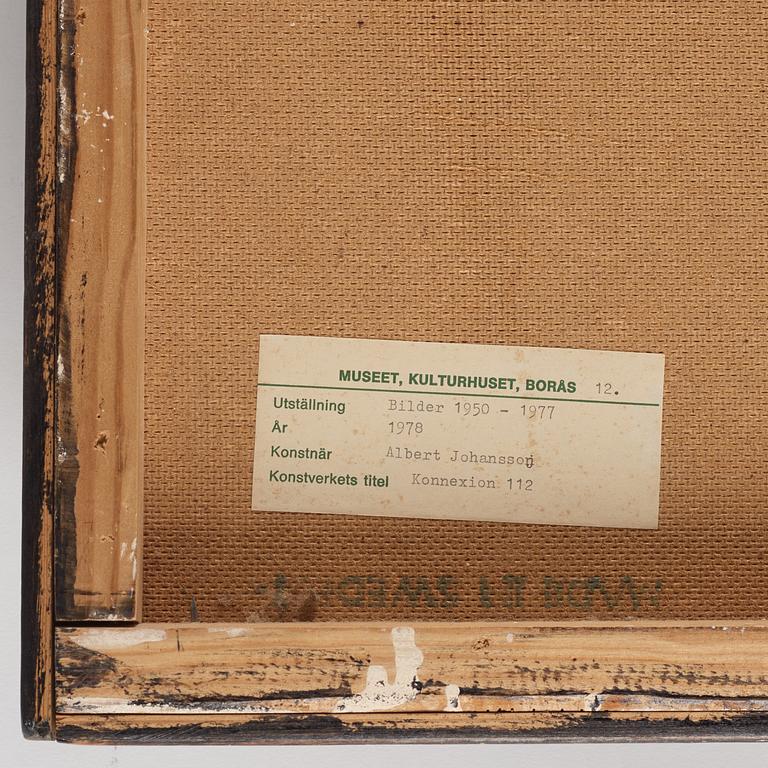 MUSEET, KULTURHUSET, BORÅS 12.
Utställning Bilder 1950 - 1977
År 1978
Konstnär Albert Johansson
Konstverkets titel Konnexion 112